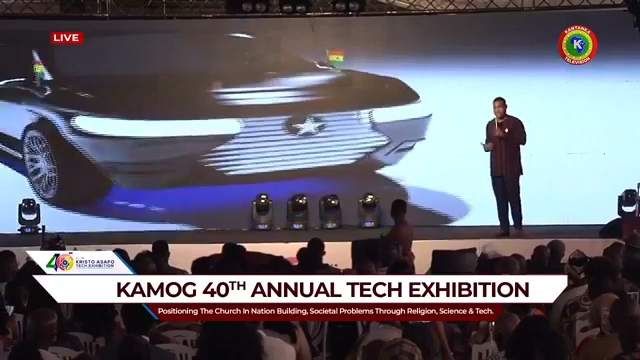 LIVE
KANTANKA
TELEVISION
40
KRISTO ASAFO
TECH EXHIBITION
KAMOG 40TH ANNUAL TECH EXHIBITION
Positioning The Church In Nation Building, Societal Problems Through Religion, Science & Tech.